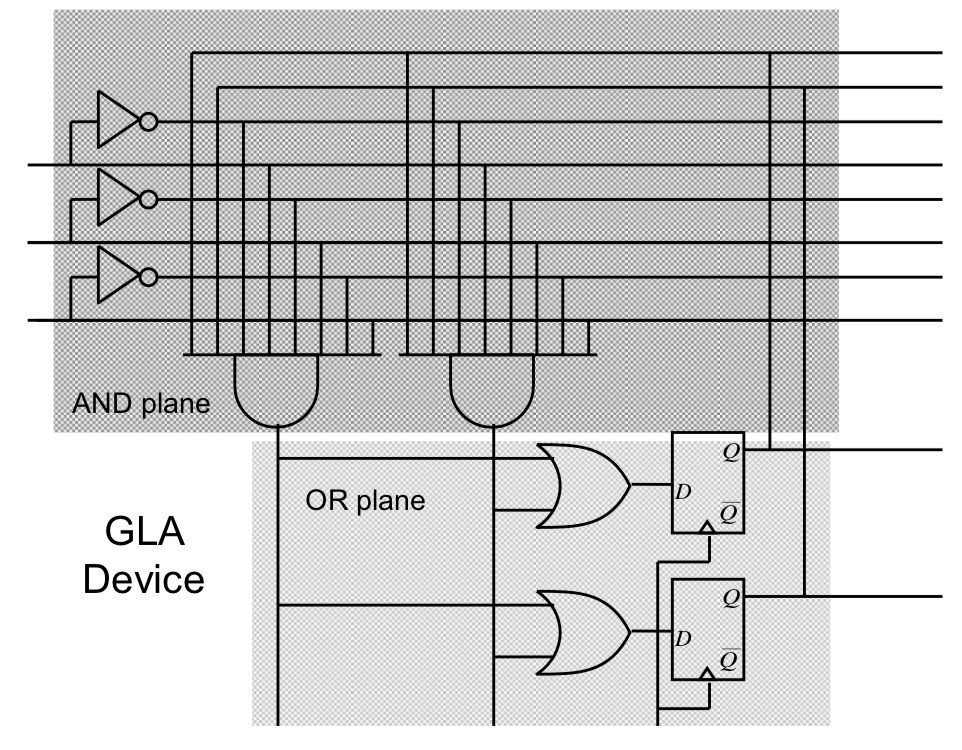 AND plane
OR plane
GLA
Device
Q
D
Q̅
Q
D
Q̅